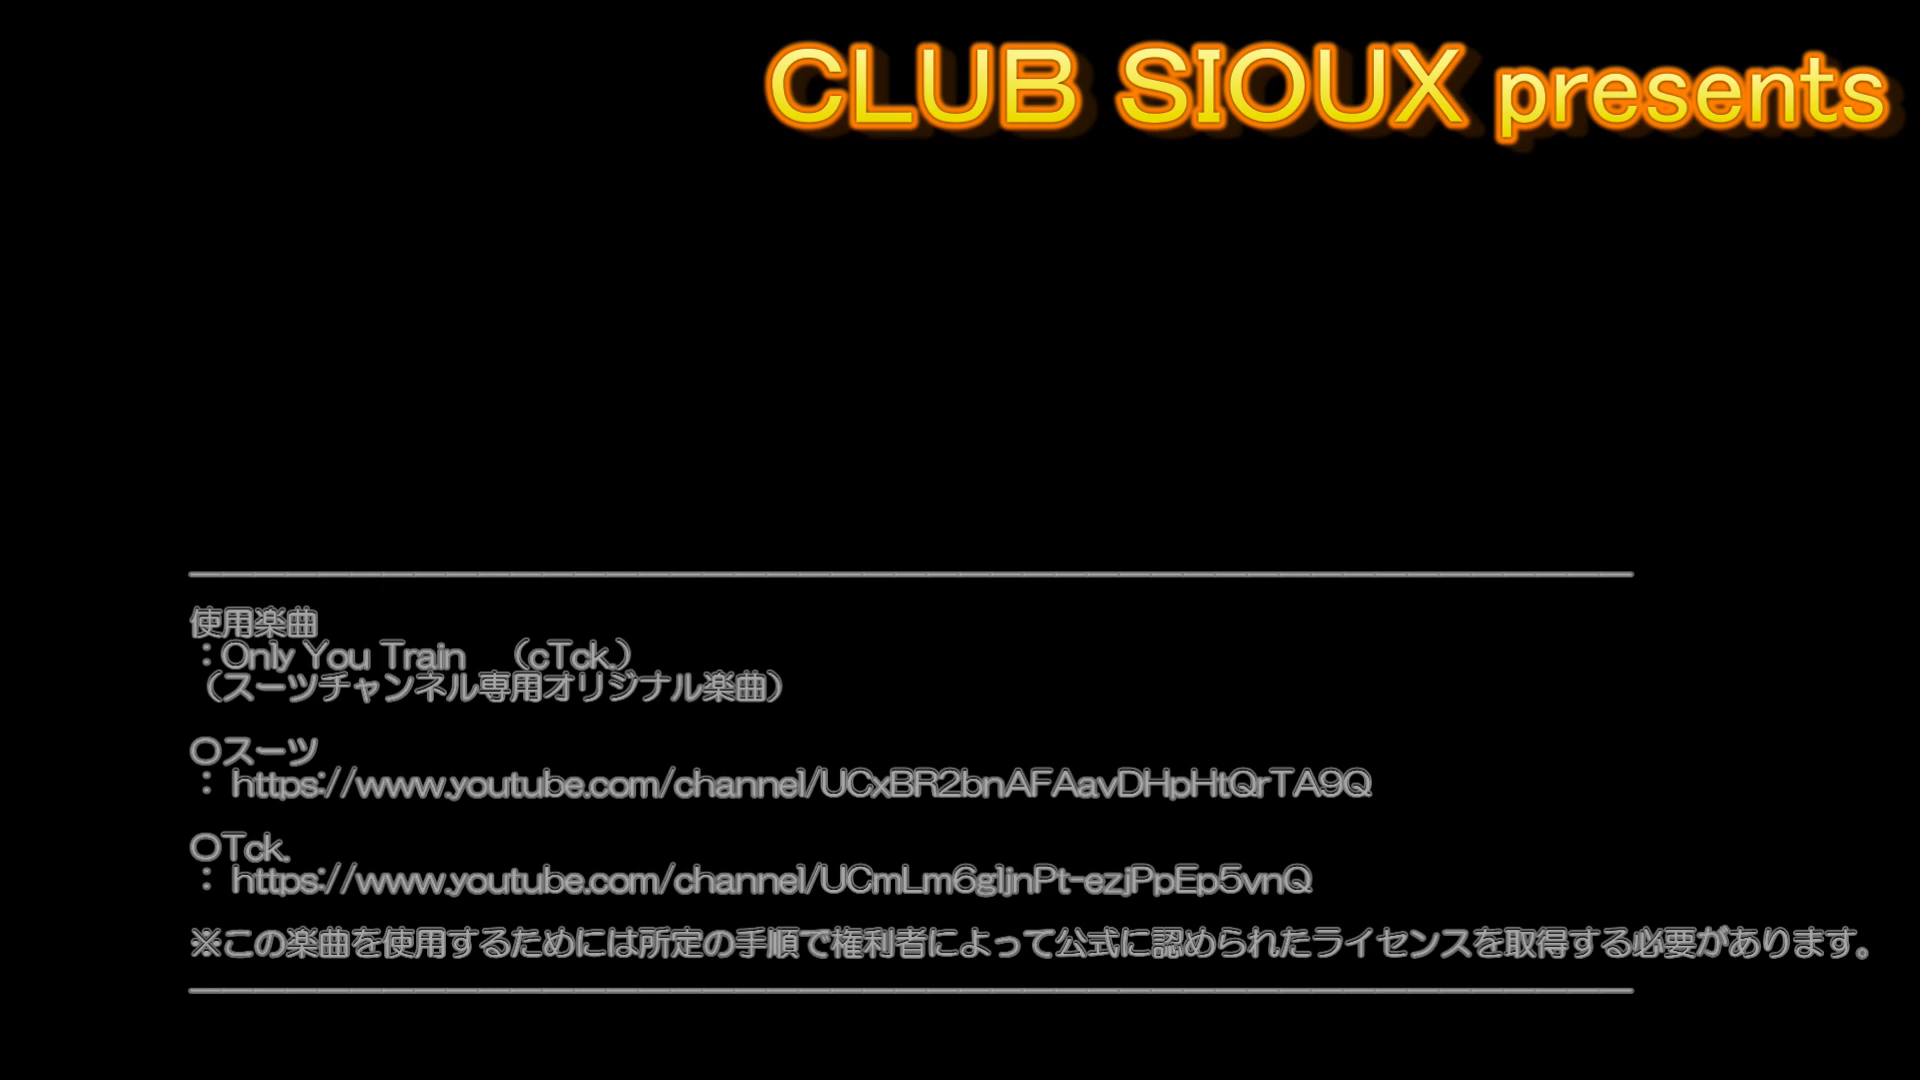 CLUB SIOUX presents
使用楽曲
：Only You Train　（cTck.）
（スーツチャンネル専用オリジナル楽曲）
〇スーツ
： https://www.youtube.com/channel/UCxBR2bnAFAavDHpHtQrTA9Q
〇Tck.
： https://www.youtube.com/channel/UCmLm6gljnPt-ezjPpEp5vnQ
※この楽曲を使用するためには所定の手順で権利者によって公式に認められたライセンスを取得する必要があります。